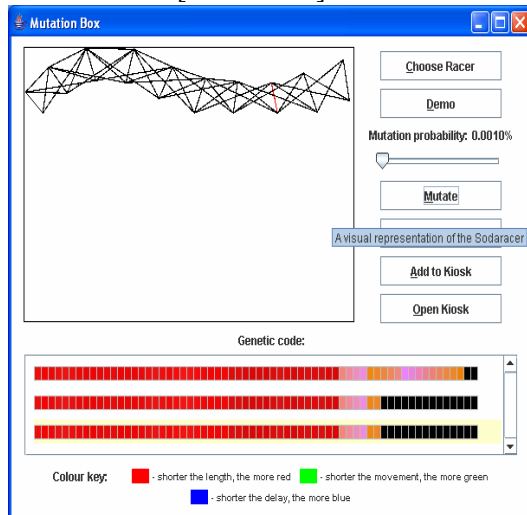 Mutation Box
Choose Racer
Demo
Mutation probability: 0.0010%
Mutate
A visual representation of the Sodaracer
Add to Kiosk
Open Kiosk
Genetic code:
Colour key: - shorter the length, the more red - shorter the movement, the more green
- shorter the delay, the more blue